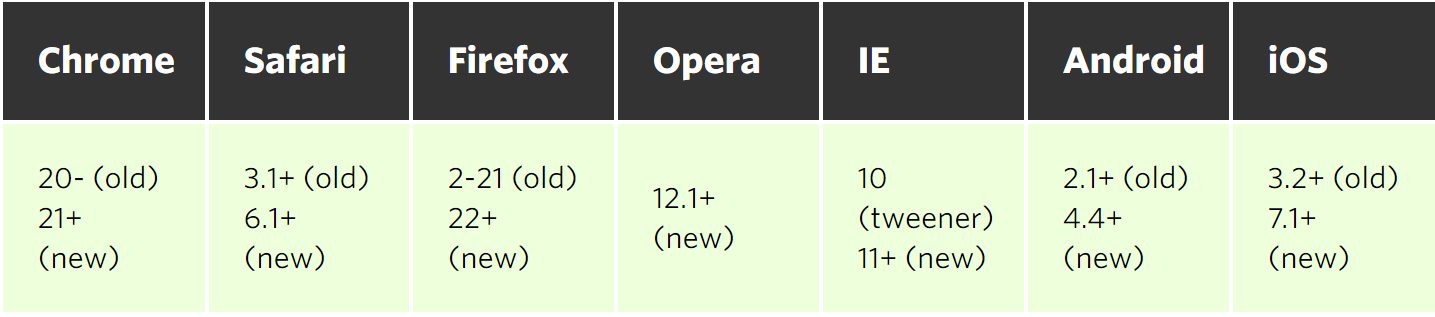 Chrome
Safari
Firefox
Opera
IE
Android
iOS
20- (old)
21+
(new)
3.1+ (old)
6.1+
(new)
2-21 (old)
22+
(new)
12.1+
(new)
10
(tweener)
11+ (new)
2.1+ (old)
4.4+
(new)
3.2+ (old)
7.1+
(new)